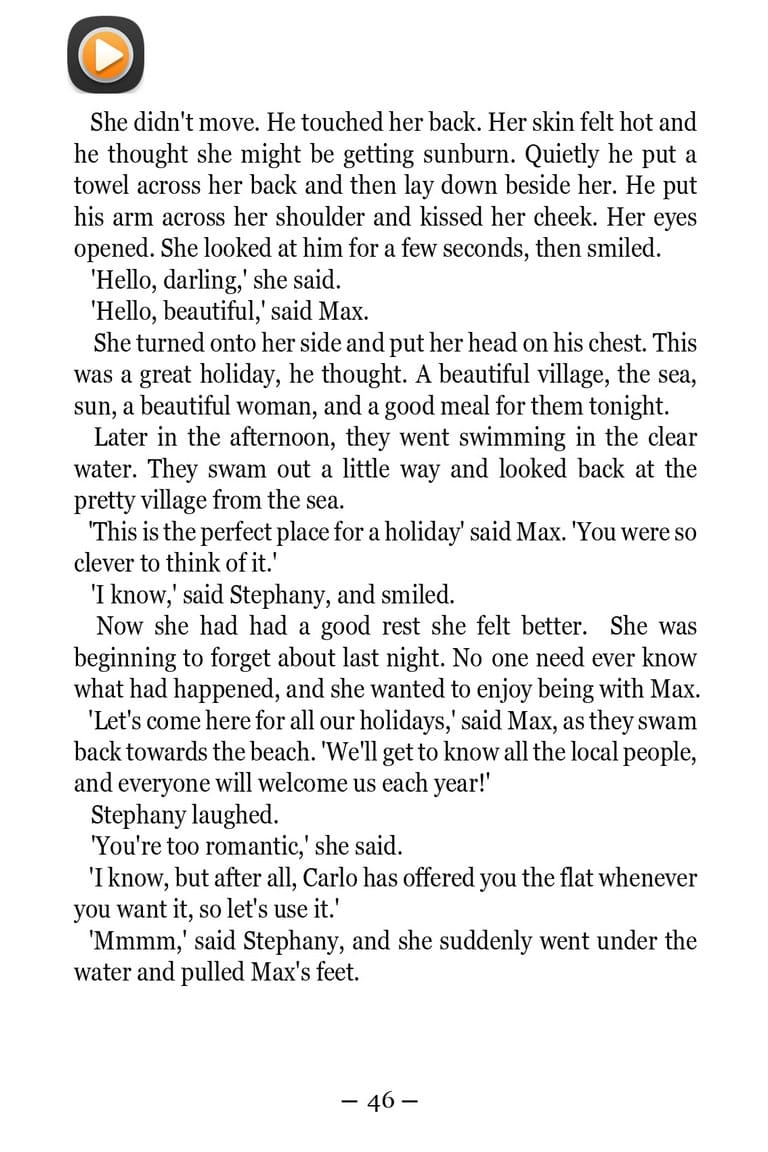 She didn't move. He touched her back. Her skin felt hot and
he thought she might be getting sunburn. Quietly he put a
towel across her back and then lay down beside her. He put
his arm across her shoulder and kissed her cheek. Her eyes
opened. She looked at him for a few seconds, then smiled.
'Hello, darling,' she said.
'Hello, beautiful,' said Max.
She turned onto her side and put her head on his chest. This
was a great holiday, he thought. A beautiful village, the sea,
sun, a beautiful woman, and a good meal for them tonight.
Later in the afternoon, they went swimming in the clear
water. They swam out a little way and looked back at the
pretty village from the sea.
'This is the perfect place for a holiday' said Max. 'You were so
clever to think of it.'
'I know,' said Stephany, and smiled.
Now she had had a good rest she felt better. She was
beginning to forget about last night. No one need ever know
what had happened, and she wanted to enjoy being with Max.
'Let's come here for all our holidays,' said Max, as they swam
back towards the beach. 'We'll get to know all the local people,
and everyone will welcome us each year!'
Stephany laughed.
'You're too romantic,' she said.
'I know, but after all, Carlo has offered you the flat whenever
you want it, so let's use it.'
'Mmmm,' said Stephany, and she suddenly went under the
water and pulled Max's feet.
– 46 –